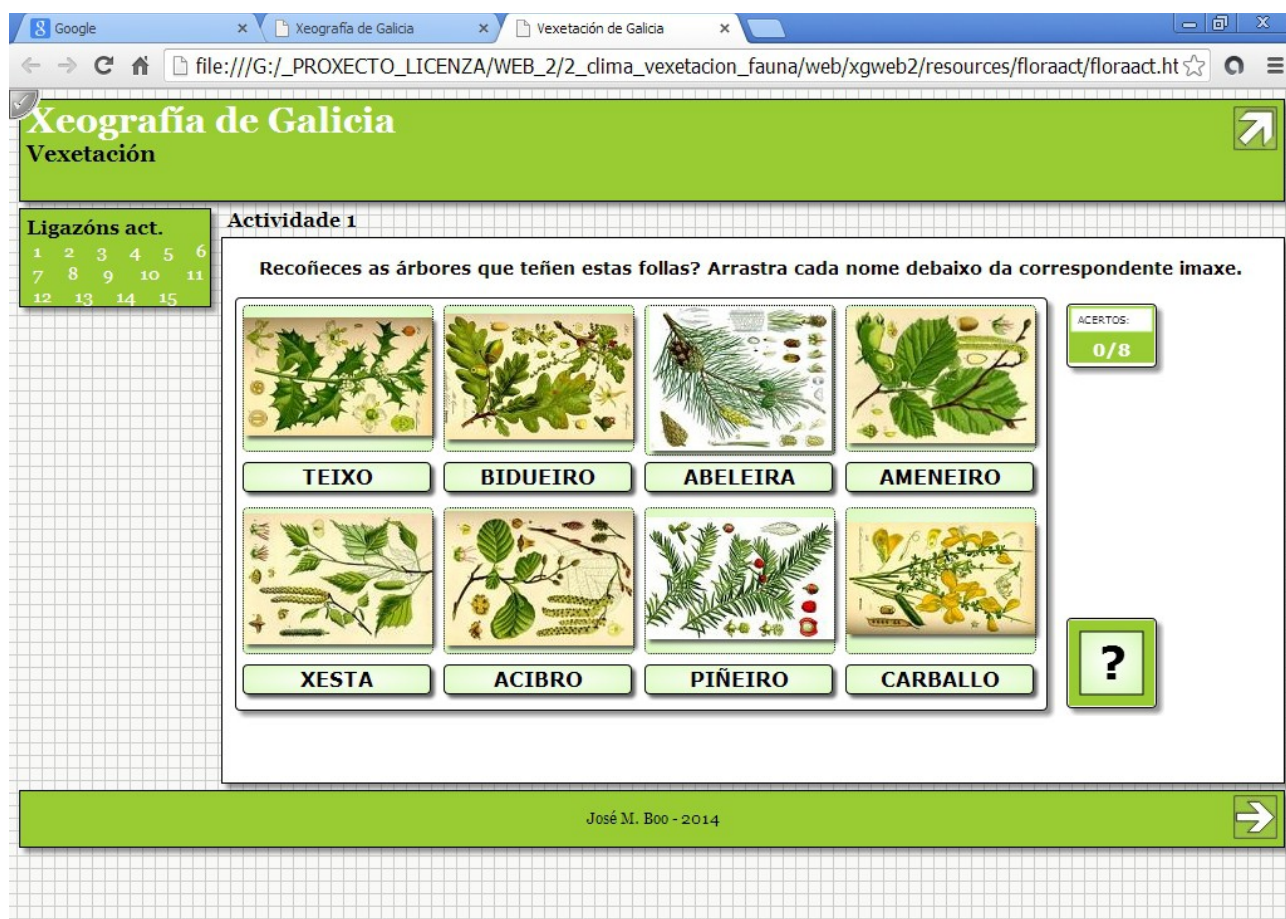 Google
Xeografía de Galicia
Vexetación de Galicia
file:///G:/_PROXECTO_LICENZA/WEB_2/2_clima_vexetacion_fauna/web/xgweb2/resources/floraact/floraact.ht
Xeografía de Galicia
Vexetación
Ligazóns act.
1 2 3 4 5 6
7 8 9 10 11
12 13 14 15
Actividade 1
Recoñeces as árbores que teñen estas follas? Arrastra cada nome debaixo da correspondente imaxe.
ACERTOS:
0/8
TEIXO BIDUEIRO ABELEIRA AMENEIRO
XESTA ACIBRO PIÑEIRO CARBALLO
?
José M. Boo - 2014